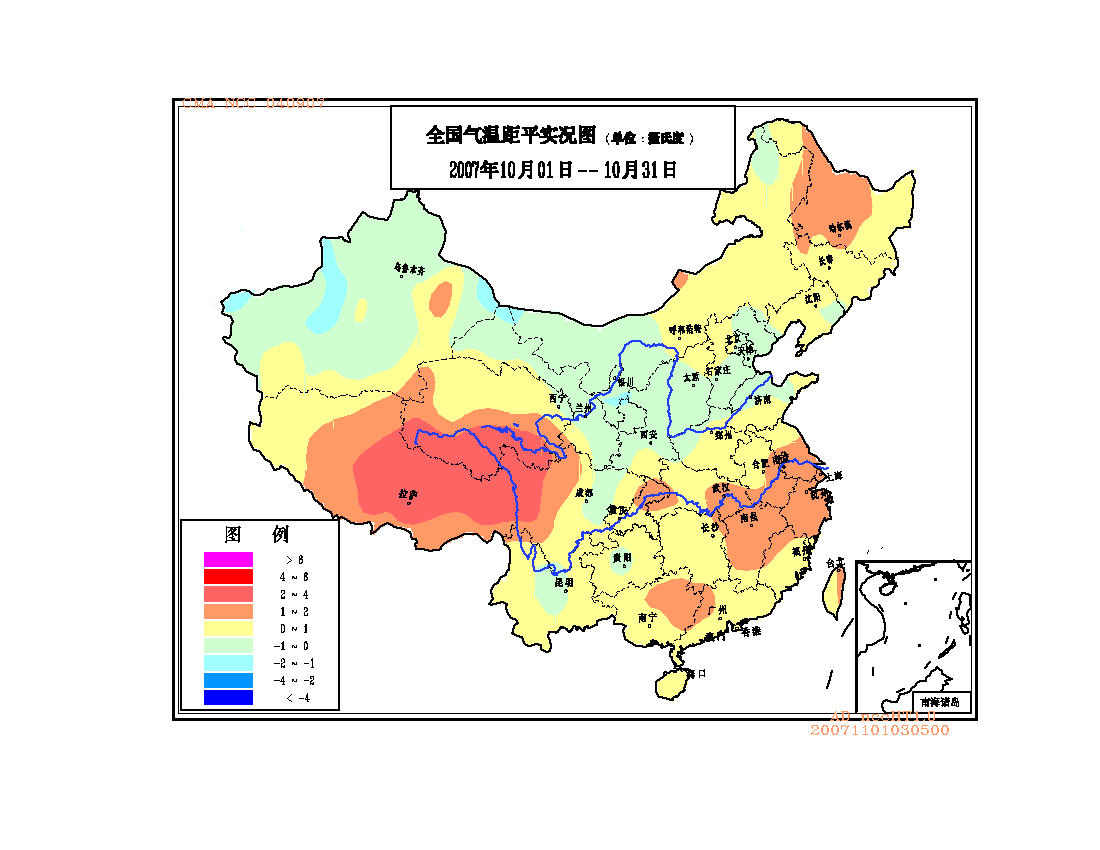 CMA NCC 040902
全国气温距平实况图 (单位:摄氏度)
2007年10月01日 -- 10月31日
哈尔滨
长春
乌鲁木齐
沈阳
呼和浩特
北京
天津
银川
太原
石家庄
西宁
兰州
济南
西安
郑州
合肥
南京
上海
拉萨
成都
武汉
杭州
重庆
南昌
长沙
贵阳
福州
台北
昆明
南宁
广州
澳门
香港
海口
图 例
> 6
4 ~ 6
2 ~ 4
1 ~ 2
0 ~ 1
-1 ~ 0
-2 ~ -1
-4 ~ -2
< -4
南海诸岛
20071101030500